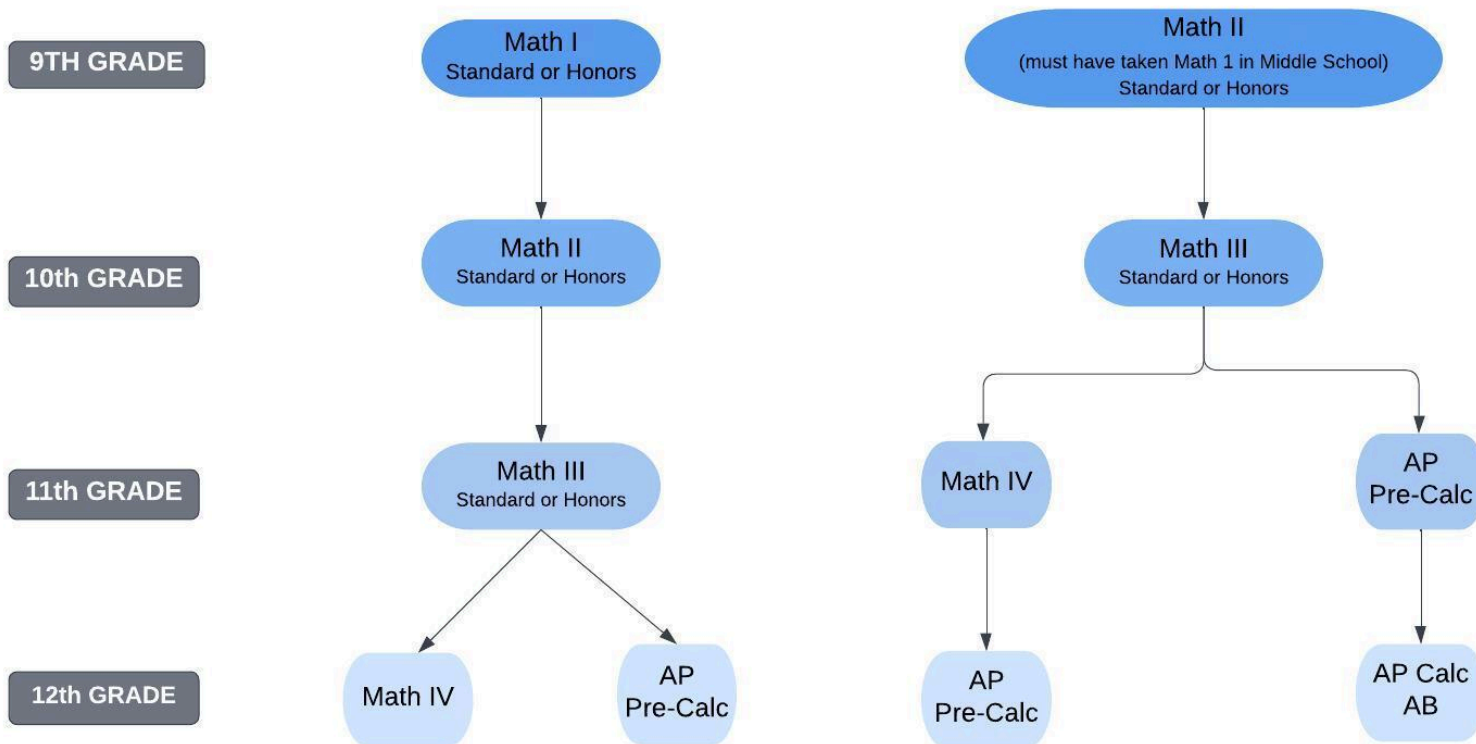 9TH GRADE
Math I
Standard or Honors
Math II
(must have taken Math 1 in Middle School)
Standard or Honors
10th GRADE
Math II
Standard or Honors
Math III
Standard or Honors
11th GRADE
Math III
Standard or Honors
Math IV
AP
Pre-Calc
12th GRADE
Math IV
AP
Pre-Calc
AP
Pre-Calc
AP Calc
AB